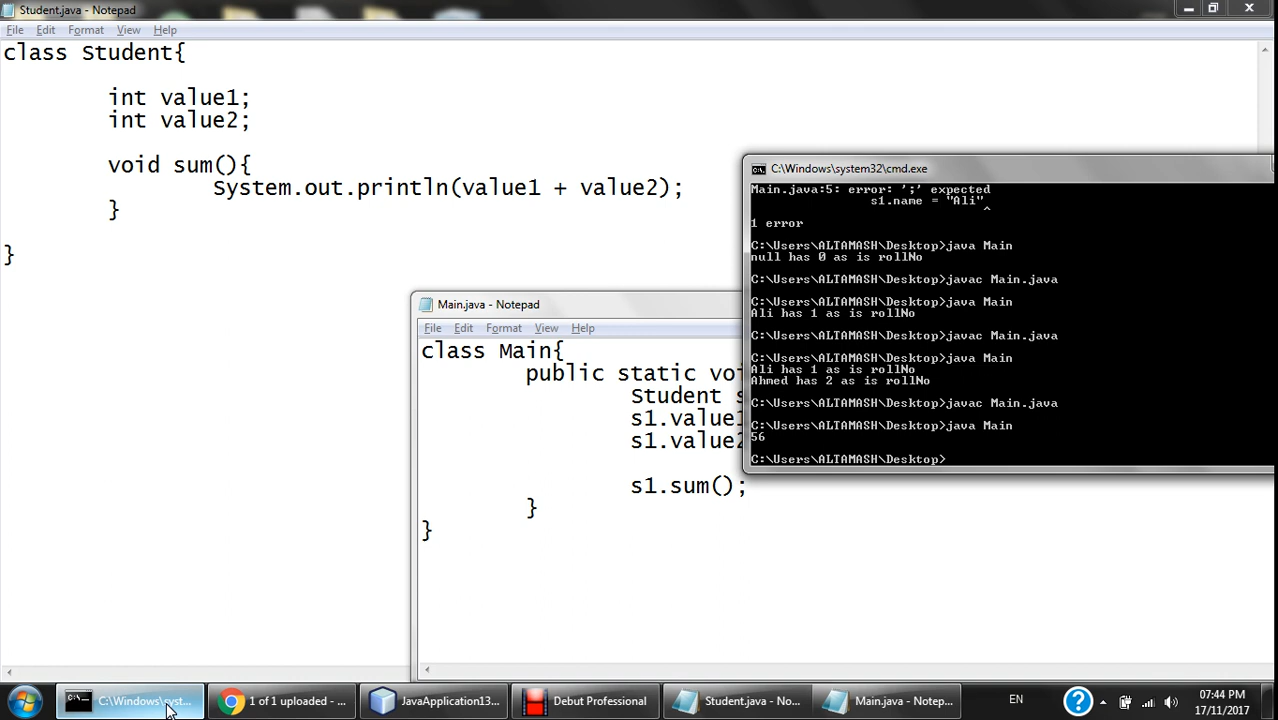 Student.java - Notepad
File Edit Format View Help
class Student{
int value1;
int value2;
void sum(){
System.out.println(value1 + value2);
}
}
C:\Windows\system32\cmd.exe
Main.java:5: error: ';' expected
s1.name = "Ali"
^
1 error
C:\Users\ALTAMASH\Desktop>java Main
null has 0 as is rollNo
C:\Users\ALTAMASH\Desktop>javac Main.java
C:\Users\ALTAMASH\Desktop>java Main
Ali has 1 as is rollNo
C:\Users\ALTAMASH\Desktop>javac Main.java
C:\Users\ALTAMASH\Desktop>java Main
Ali has 1 as is rollNo
Ahmed has 2 as is rollNo
C:\Users\ALTAMASH\Desktop>javac Main.java
C:\Users\ALTAMASH\Desktop>java Main
56
C:\Users\ALTAMASH\Desktop>
Main.java - Notepad
File Edit Format View Help
class Main{
public static voi
Student s
s1.value1
s1.value2
s1.sum();
}
}
C:\Windows\syst... 1 of 1 uploaded - ... JavaApplication13... Debut Professional Student.java - No... Main.java - Notep... EN 07:44 PM
17/11/2017